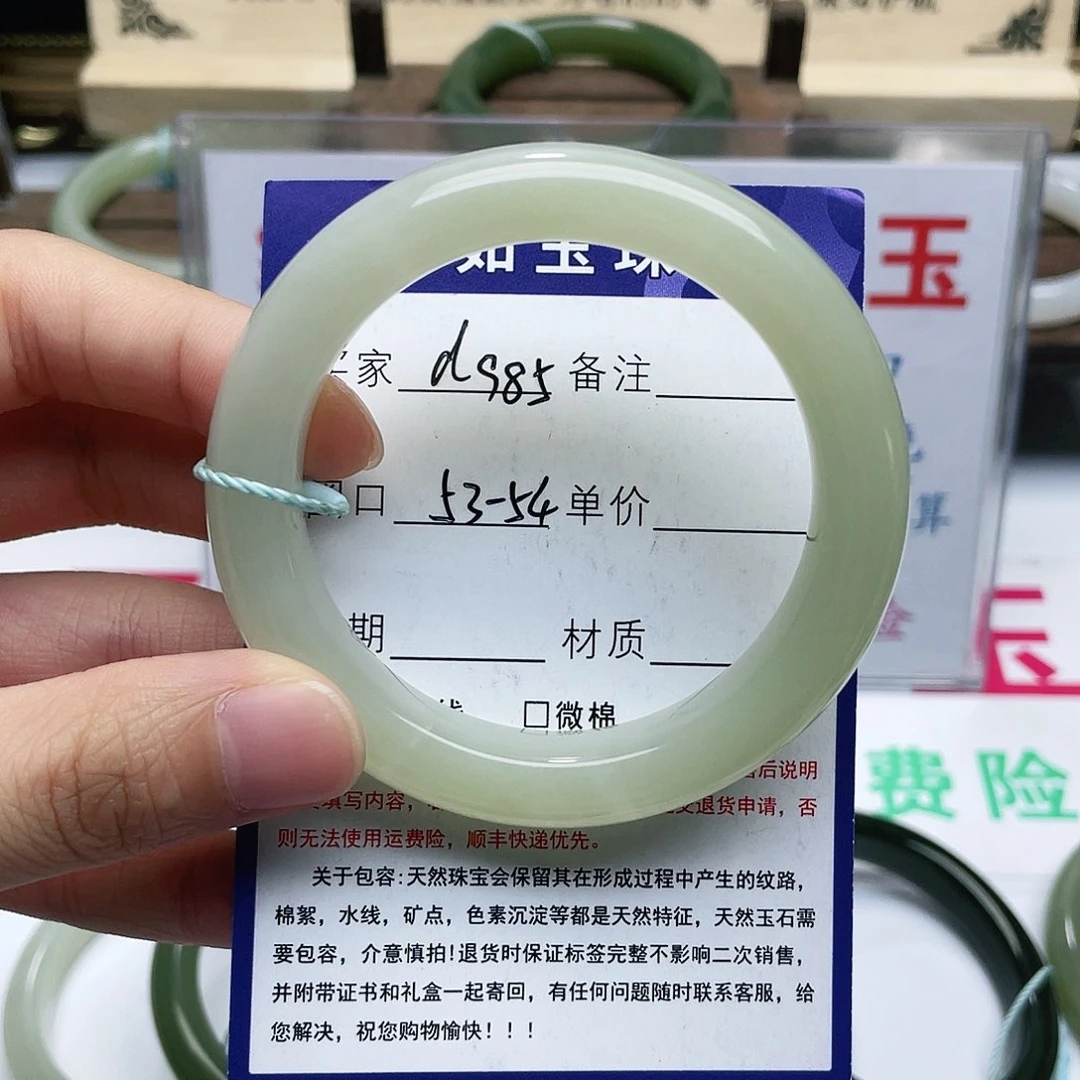 如玉珠
玉
家 d985 备注
圈口 53-54 单价
期 材质
☐微棉
售后说明
填写内容， 退货申请，否
则无法使用运费险，顺丰快递优先。
关于包容:天然珠宝会保留其在形成过程中产生的纹路，
棉絮，水线，矿点，色素沉淀等都是天然特征，天然玉石需
要包容，介意慎拍!退货时保证标签完整不影响二次销售，
并附带证书和礼盒一起寄回，有任何问题随时联系客服，给
您解决，祝您购物愉快！！！
费险